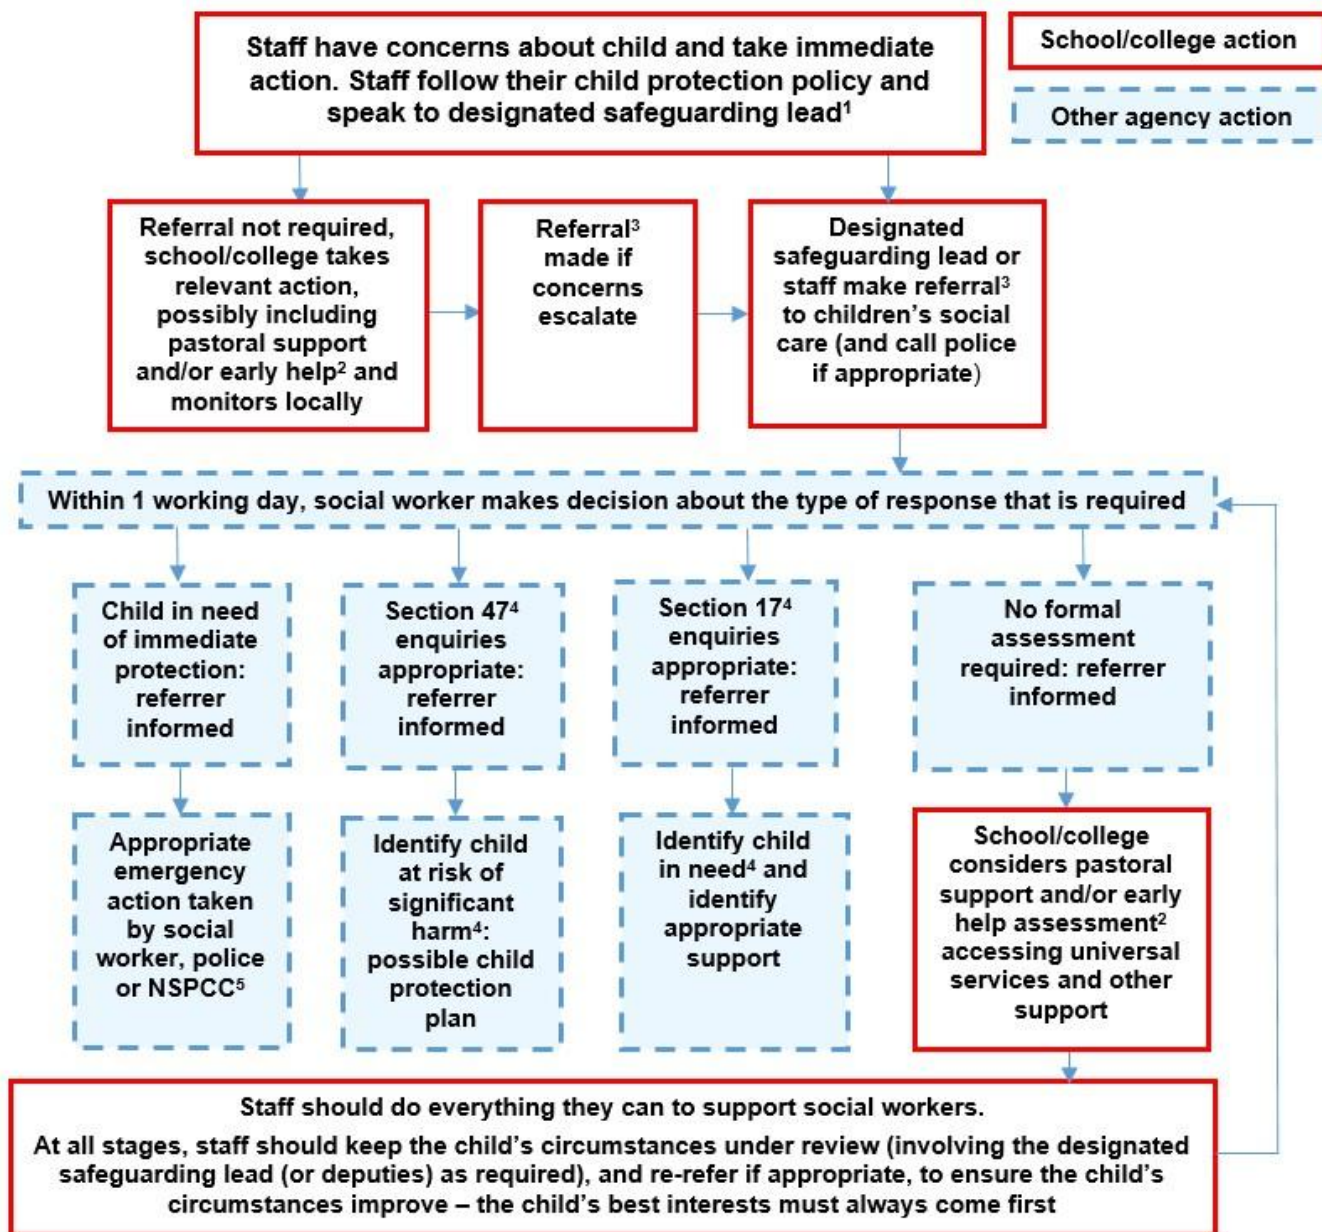 Staff have concerns about child and take immediate
action. Staff follow their child protection policy and
speak to designated safeguarding lead¹
School/college action
Other agency action
Referral not required,
school/college takes
relevant action,
possibly including
pastoral support
and/or early help² and
monitors locally
Referral³
made if
concerns
escalate
Designated
safeguarding lead or
staff make referral³
to children’s social
care (and call police
if appropriate)
Within 1 working day, social worker makes decision about the type of response that is required
Child in need
of immediate
protection:
referrer
informed
Section 47⁴
enquiries
appropriate:
referrer
informed
Section 17⁴
enquiries
appropriate:
referrer
informed
No formal
assessment
required: referrer
informed
Appropriate
emergency
action taken
by social
worker, police
or NSPCC⁵
Identify child
at risk of
significant
harm⁴:
possible child
protection
plan
Identify child
in need⁴ and
identify
appropriate
support
School/college
considers pastoral
support and/or early
help assessment²
accessing universal
services and other
support
Staff should do everything they can to support social workers.
At all stages, staff should keep the child’s circumstances under review (involving the designated
safeguarding lead (or deputies) as required), and re-refer if appropriate, to ensure the child’s
circumstances improve – the child’s best interests must always come first